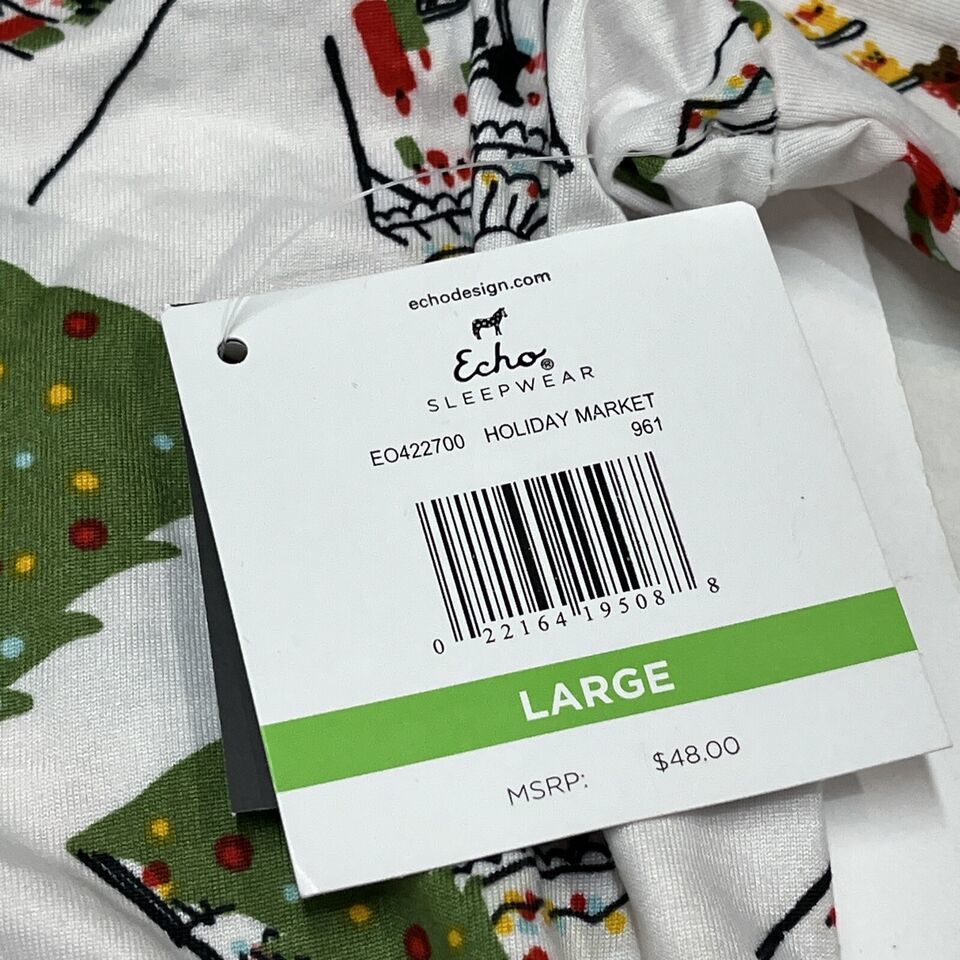 echodesign.com
Echo®
SLEEPWEAR
EO422700 HOLIDAY MARKET
961
0 22164 19508 8
LARGE
MSRP: $48.00